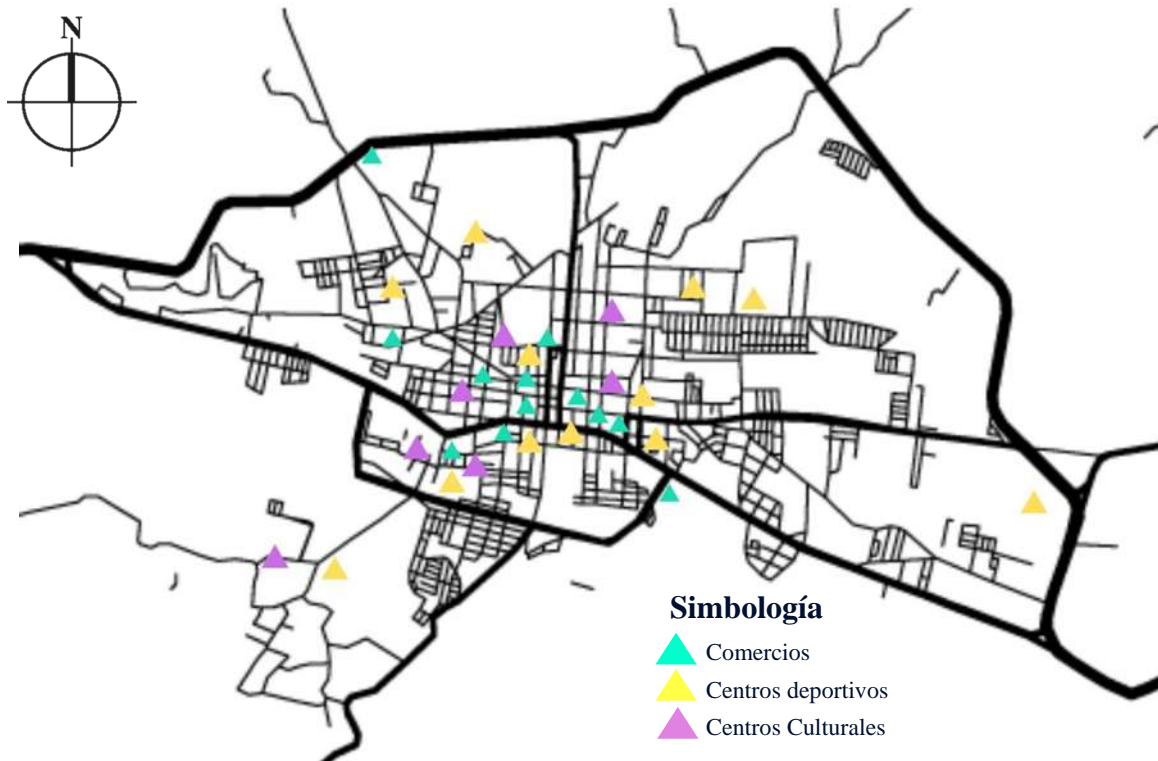 N
Simbología
Comercios
Centros deportivos
Centros Culturales